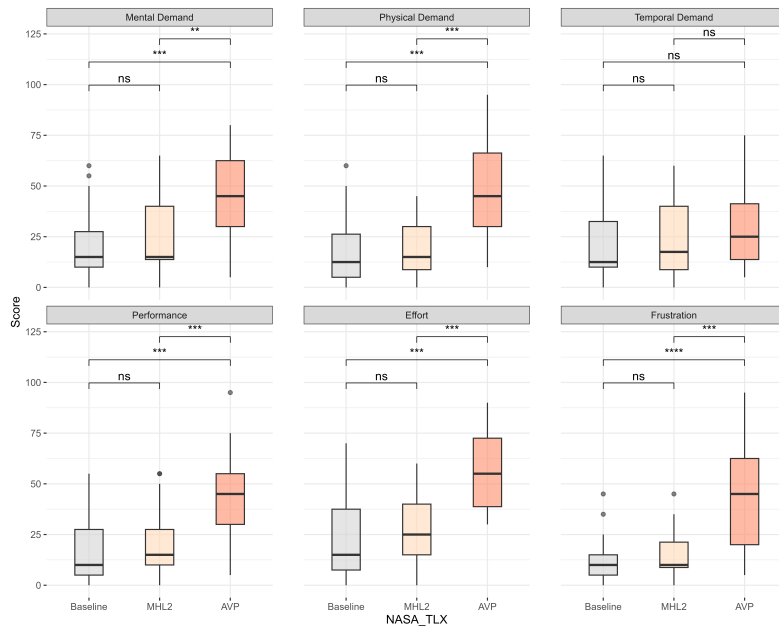 Mental Demand
Physical Demand
Temporal Demand
125
100
75
50
25
0
**
***
ns
***
***
ns
ns
ns
ns
Score
Performance
Effort
Frustration
125
100
75
50
25
0
***
***
ns
***
***
ns
***
****
ns
Baseline MHL2 AVP
Baseline MHL2 AVP
Baseline MHL2 AVP
NASA_TLX